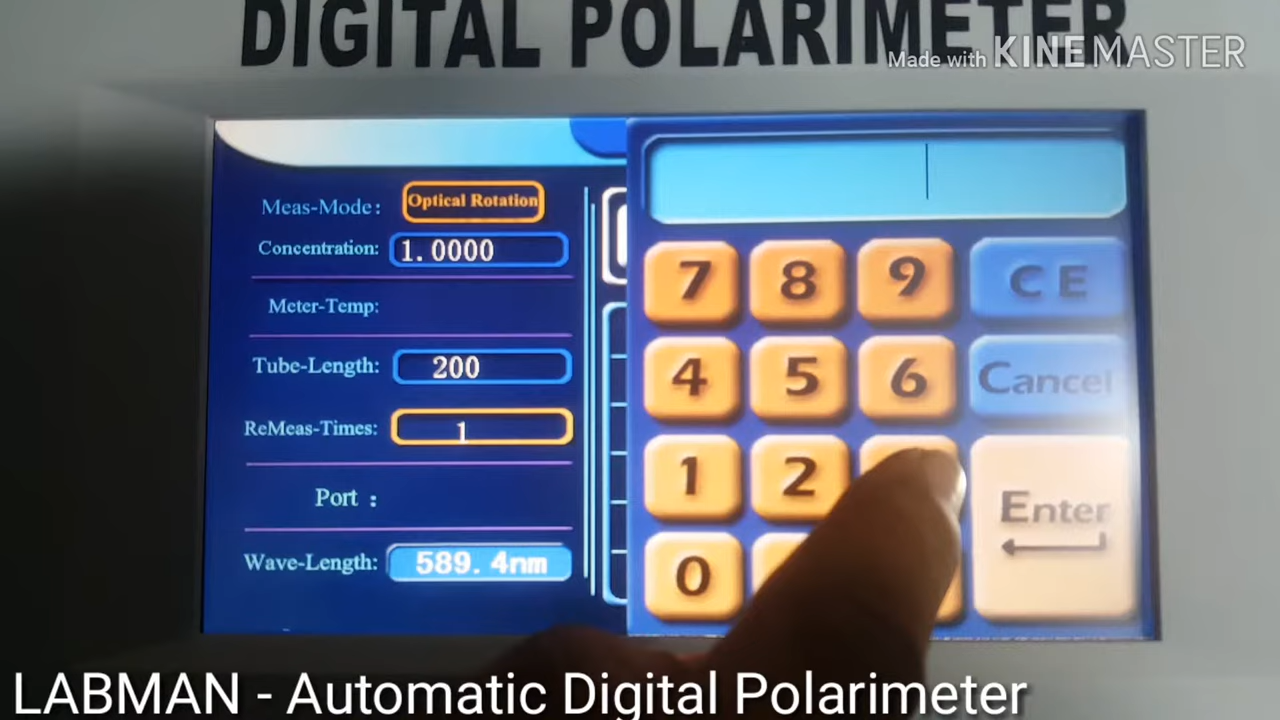 DIGITAL POLARIMETER
Made with KINEMASTER
Meas-Mode: Optical Rotation
Concentration: 1.0000
Meter-Temp:
Tube-Length: 200
ReMeas-Times: 1
Port :
Wave-Length: 589.4nm
7 8 9 CE
4 5 6 Cancel
1 2 Enter
0
LABMAN - Automatic Digital Polarimeter